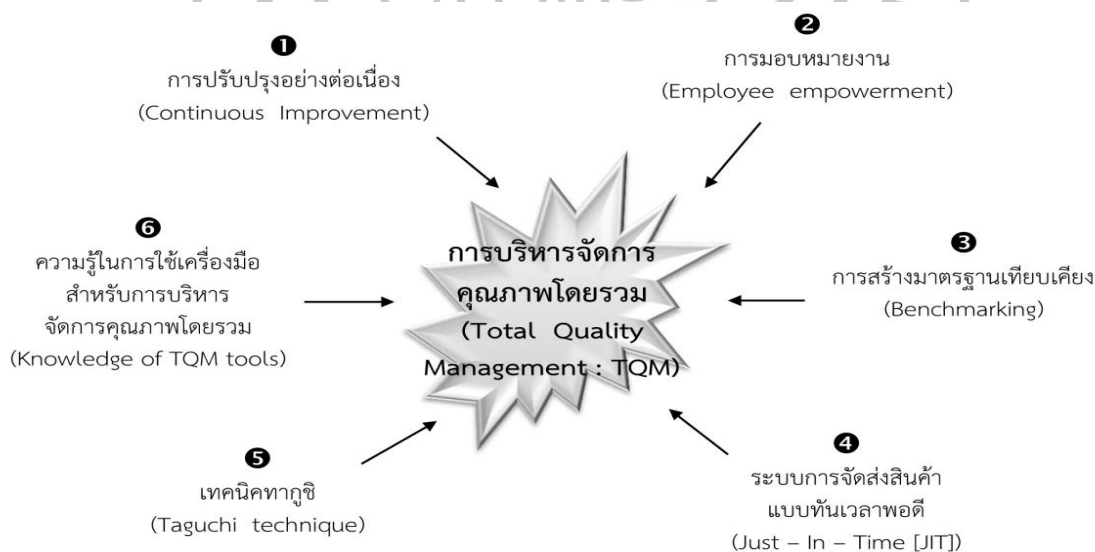 ❶
การปรับปรุงอย่างต่อเนื่อง
(Continuous Improvement)
❷
การมอบหมายงาน
(Employee empowerment)
❸
การสร้างมาตรฐานเทียบเคียง
(Benchmarking)
❹
ระบบการจัดส่งสินค้า
แบบทันเวลาพอดี
(Just – In – Time [JIT])
❺
เทคนิคทากูชิ
(Taguchi technique)
❻
ความรู้ในการใช้เครื่องมือ
สำหรับการบริหาร
จัดการคุณภาพโดยรวม
(Knowledge of TQM tools)
การบริหารจัดการ
คุณภาพโดยรวม
(Total Quality
Management : TQM)